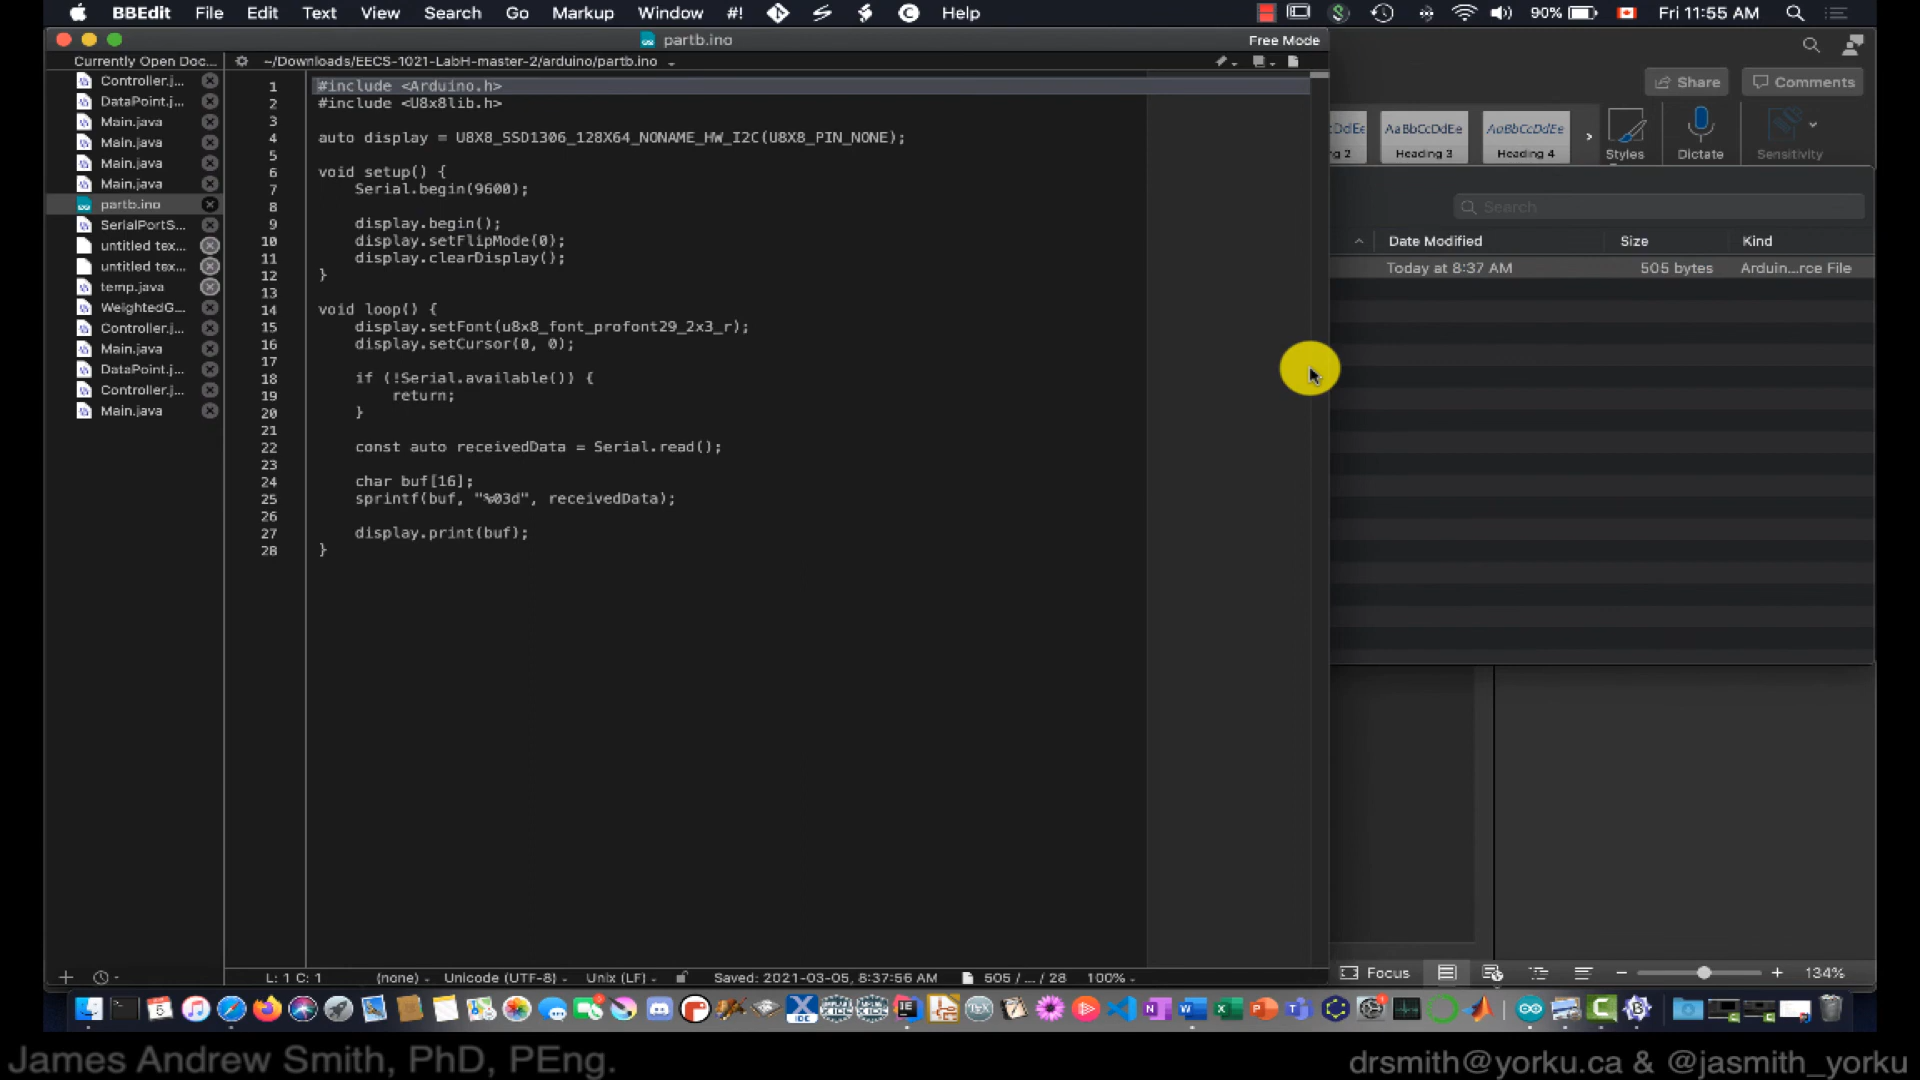 BBEdit File Edit Text View Search Go Markup Window #! Help 90% Fri 11:55 AM
partb.ino Free Mode
Currently Open Doc... ~/Downloads/EECS-1021-LabH-master-2/arduino/partb.ino
Controller.j...
DataPoint.j...
Main.java
Main.java
Main.java
Main.java
partb.ino
SerialPortS...
untitled tex...
untitled tex...
temp.java
WeightedG...
Controller.j...
Main.java
DataPoint.j...
Controller.j...
Main.java
1 #include <Arduino.h>
2 #include <U8x8lib.h>
3
4 auto display = U8X8_SSD1306_128X64_NONAME_HW_I2C(U8X8_PIN_NONE);
5
6 void setup() {
7 Serial.begin(9600);
8
9 display.begin();
10 display.setFlipMode(0);
11 display.clearDisplay();
12 }
13
14 void loop() {
15 display.setFont(u8x8_font_profont29_2x3_r);
16 display.setCursor(0, 0);
17
18 if (!Serial.available()) {
19 return;
20 }
21
22 const auto receivedData = Serial.read();
23
24 char buf[16];
25 sprintf(buf, "%03d", receivedData);
26
27 display.print(buf);
28 }
Share Comments
bCcDdEe AaBbCcDdEe AaBbCcDdEe
g 2 Heading 3 Heading 4 Styles Dictate Sensitivity
Search
Date Modified Size Kind
Today at 8:37 AM 505 bytes Arduin...rce File
L: 1 C: 1 (none) Unicode (UTF-8) Unix (LF) Saved: 2021-03-05, 8:37:56 AM 505 / ... / 28 100%
Focus 134%
James Andrew Smith, PhD, PEng.
drsmith@yorku.ca & @jasmith_yorku